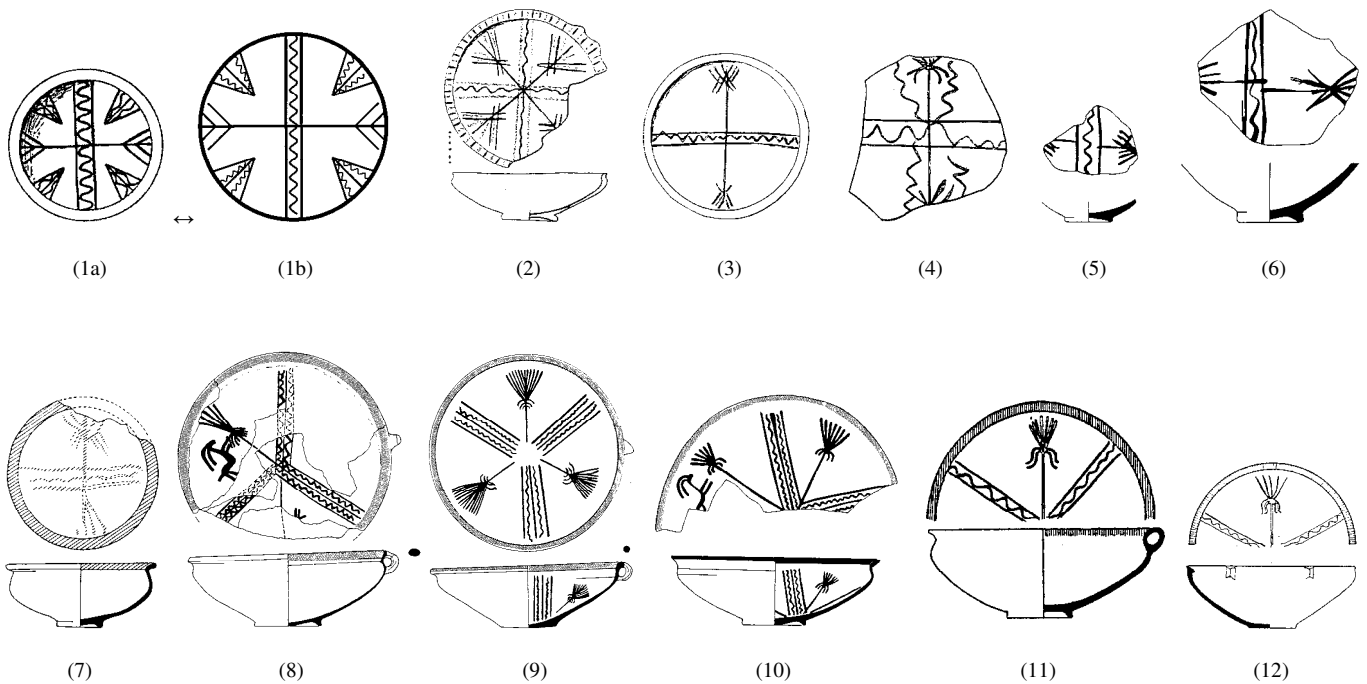 (1a) ↔ (1b) (2) (3) (4) (5) (6)
(7) (8) (9) (10) (11) (12)